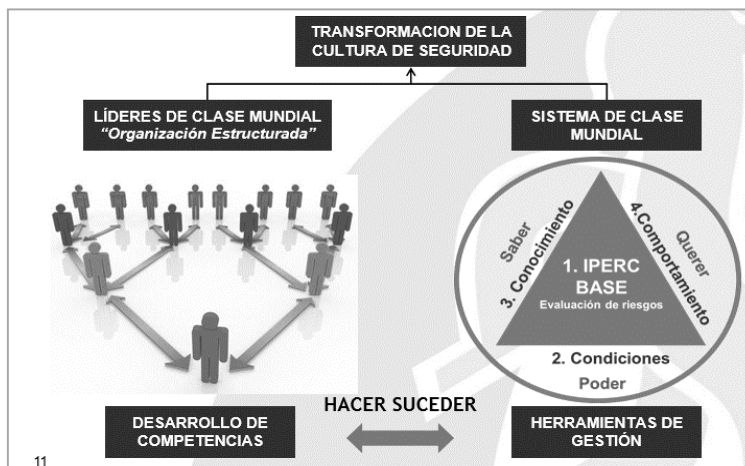 TRANSFORMACION DE LA
CULTURA DE SEGURIDAD
LÍDERES DE CLASE MUNDIAL
"Organización Estructurada"
SISTEMA DE CLASE
MUNDIAL
Saber
3. Conocimiento
1. IPERC
BASE
Evaluación de riesgos
4.Comportamiento
Querer
2. Condiciones
Poder
DESARROLLO DE
COMPETENCIAS
HACER SUCEDER
HERRAMIENTAS DE
GESTIÓN
11